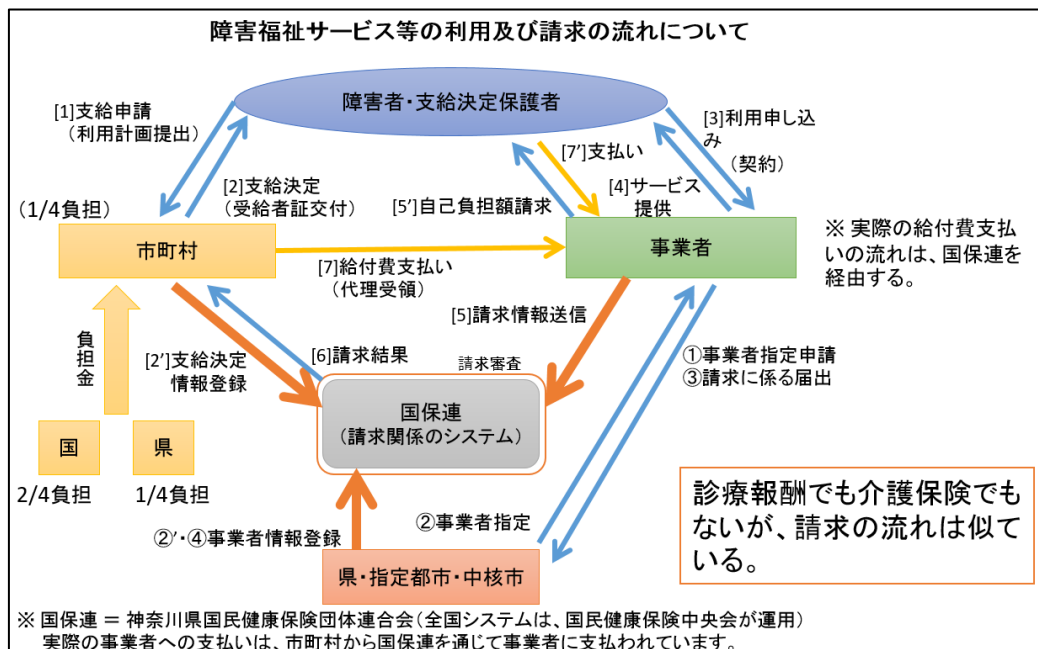 障害福祉サービス等の利用及び請求の流れについて
障害者・支給決定保護者
[1]支給申請
(利用計画提出)
[3]利用申し込
み
(契約)
[7’]支払い
[2]支給決定
(受給者証交付)
[4]サービス
提供
[5’]自己負担額請求
(1/4負担)
市町村
事業者
※ 実際の給付費支払
いの流れは、国保連を
経由する。
[7]給付費支払い
(代理受領)
[5]請求情報送信
負担金
[2’]支給決定
情報登録
[6]請求結果
請求審査
①事業者指定申請
③請求に係る届出
国保連
(請求関係のシステム)
国
県
2/4負担
1/4負担
②’・④事業者情報登録
②事業者指定
診療報酬でも介護保険でも
ないが、請求の流れは似て
いる。
県・指定都市・中核市
※ 国保連 = 神奈川県国民健康保険団体連合会(全国システムは、国民健康保険中央会が運用)
実際の事業者への支払いは、市町村から国保連を通じて事業者に支払われています。